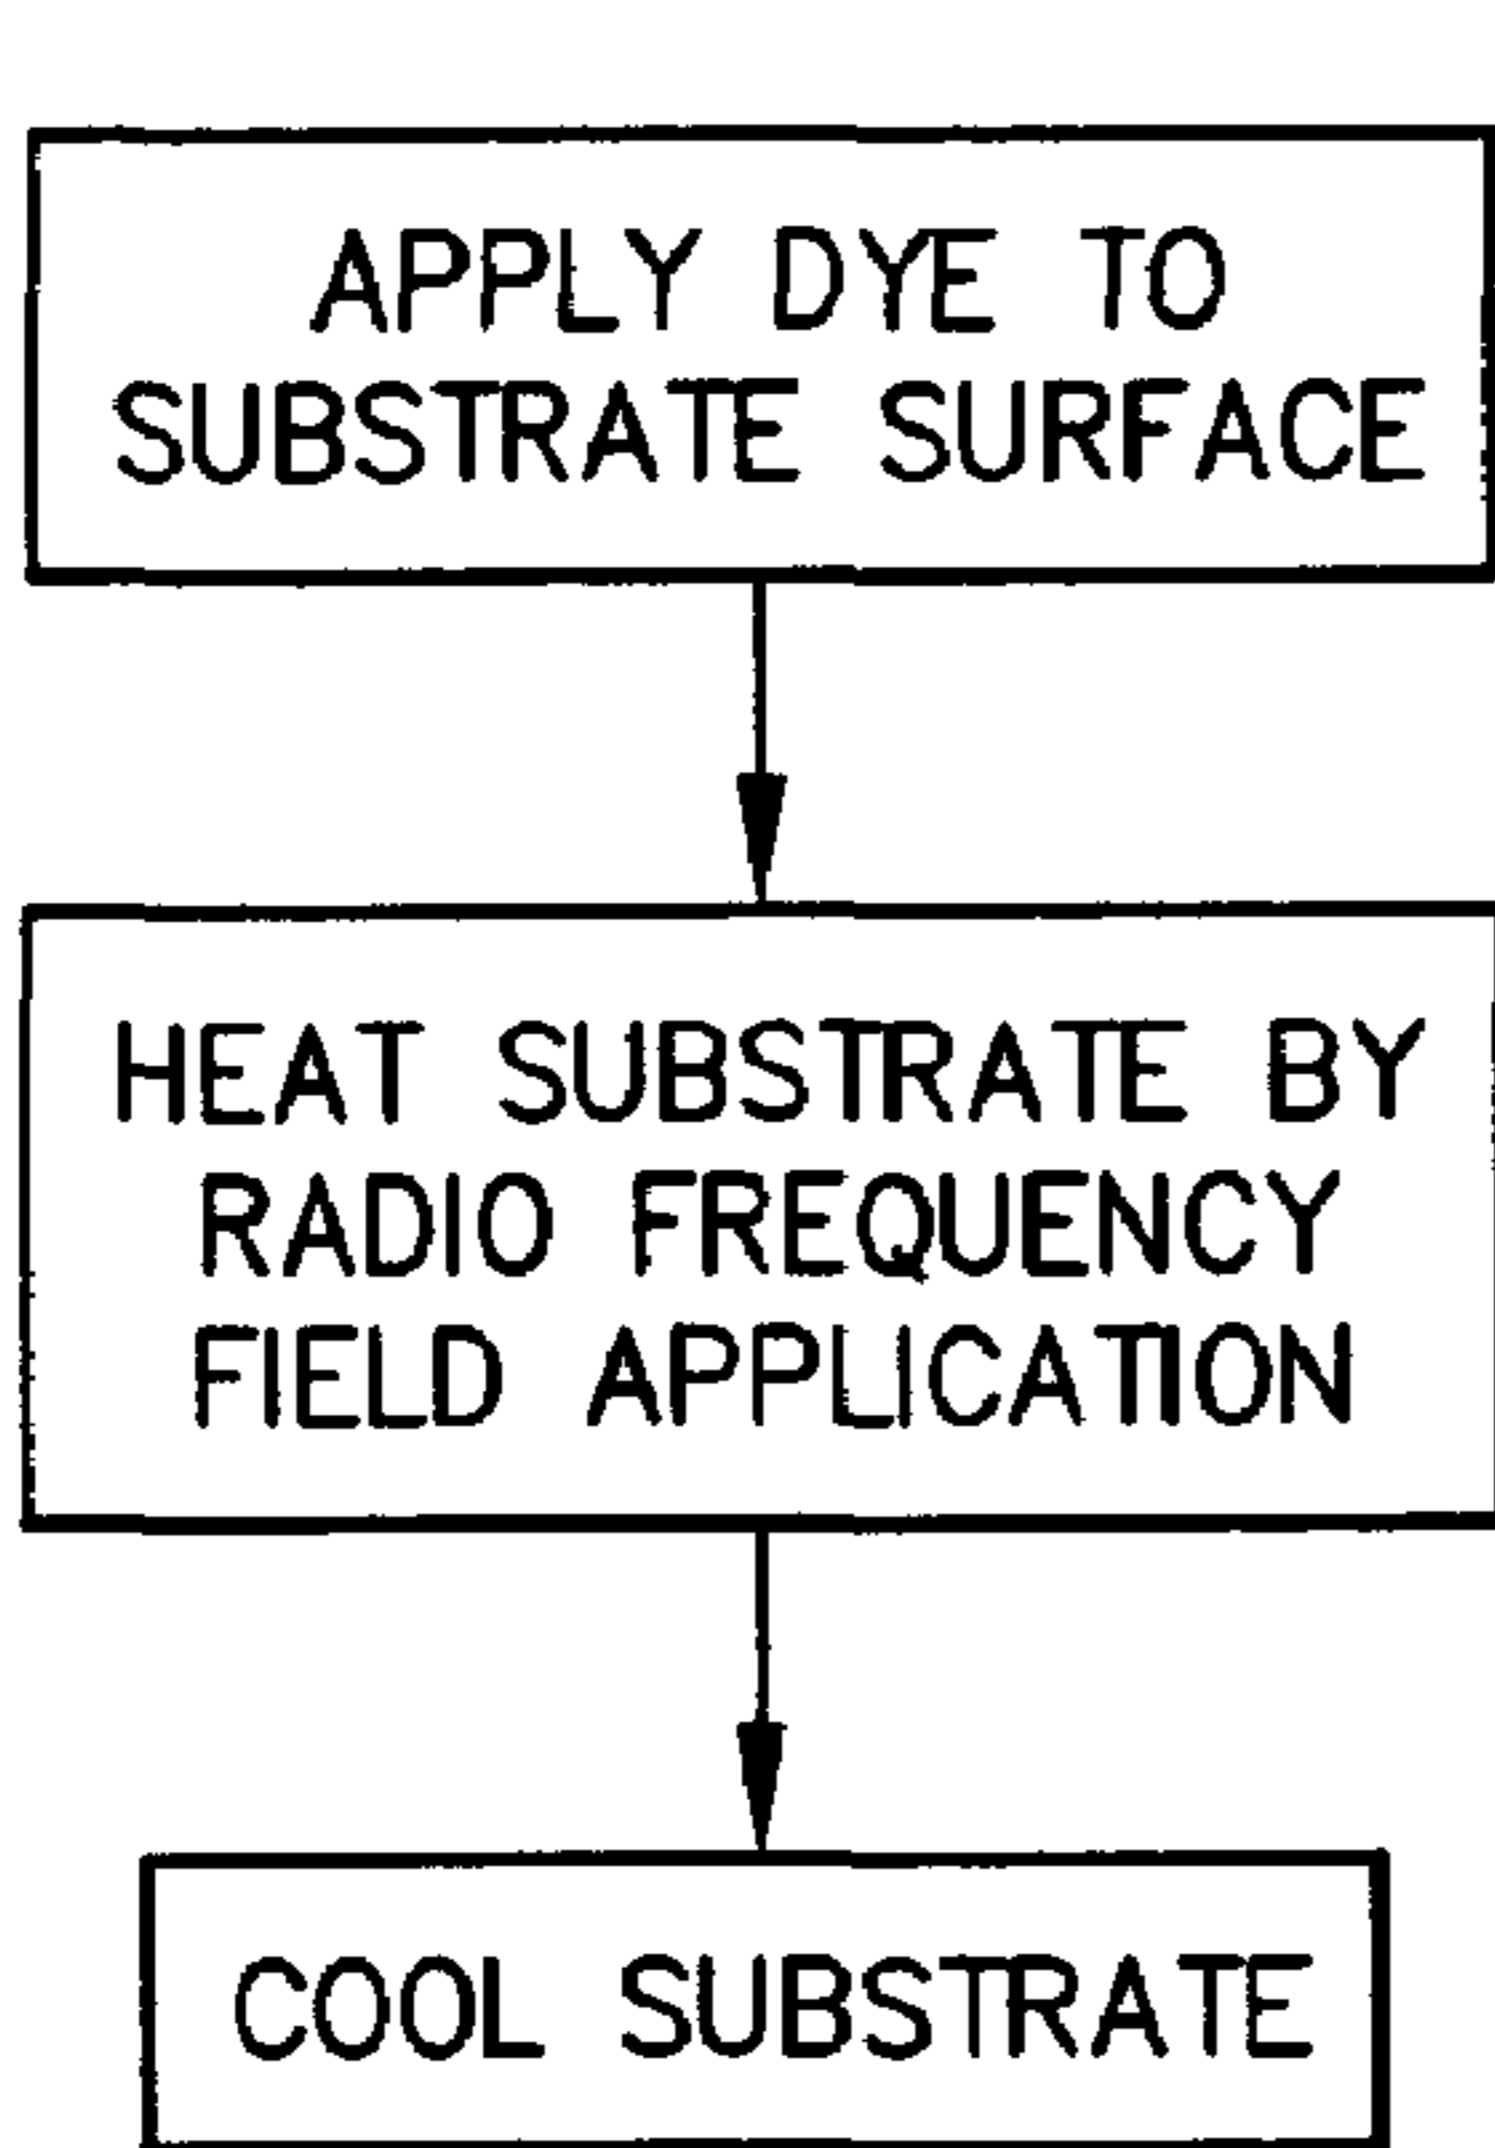 APPLY DYE TO
SUBSTRATE SURFACE
HEAT SUBSTRATE BY
RADIO FREQUENCY
FIELD APPLICATION
COOL SUBSTRATE